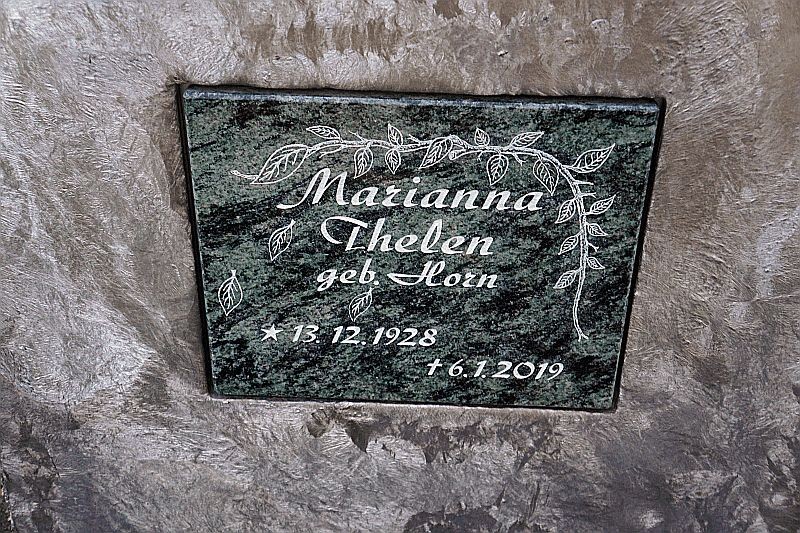 Marianna
Thelen
geb. Horn
★ 13. 12. 1928
✝ 6. 1. 2019